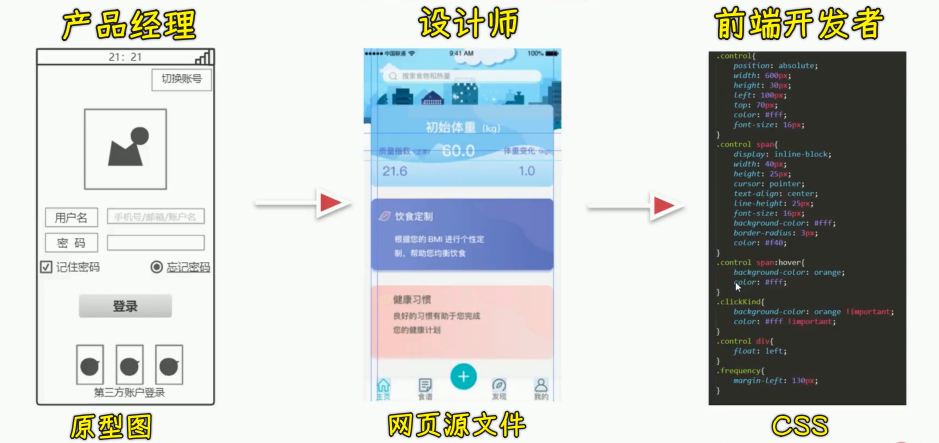 产品经理
设计师
前端开发者
21: 21
切换账号
用户名
手机号/邮箱/账户名
密 码
记住密码
忘记密码
登录
第三方账户登录
原型图
中国联通
9:41 AM
100%
搜索食物和热量
初始体重 (kg)
质量指数
60.0
体重变化
21.6
1.0
饮食定制
根据您的 BMI 进行个性定
制，帮助您均衡饮食
健康习惯
良好的习惯有助于您完成
您的健康计划
主页
食谱
发现
我的
网页源文件
.control{
position: absolute;
width: 600px;
height: 30px;
left: 100px;
top: 70px;
color: #fff;
font-size: 16px;
}
.control span{
display: inline-block;
width: 40px;
height: 25px;
cursor: pointer;
text-align: center;
line-height: 25px;
font-size: 16px;
background-color: #fff;
border-radius: 3px;
color: #f40;
}
.control span:hover{
background-color: orange;
color: #fff;
}
.clickKind{
background-color: orange !important;
color: #fff !important;
}
.control div{
float: left;
}
.frequency{
margin-left: 130px;
}
CSS